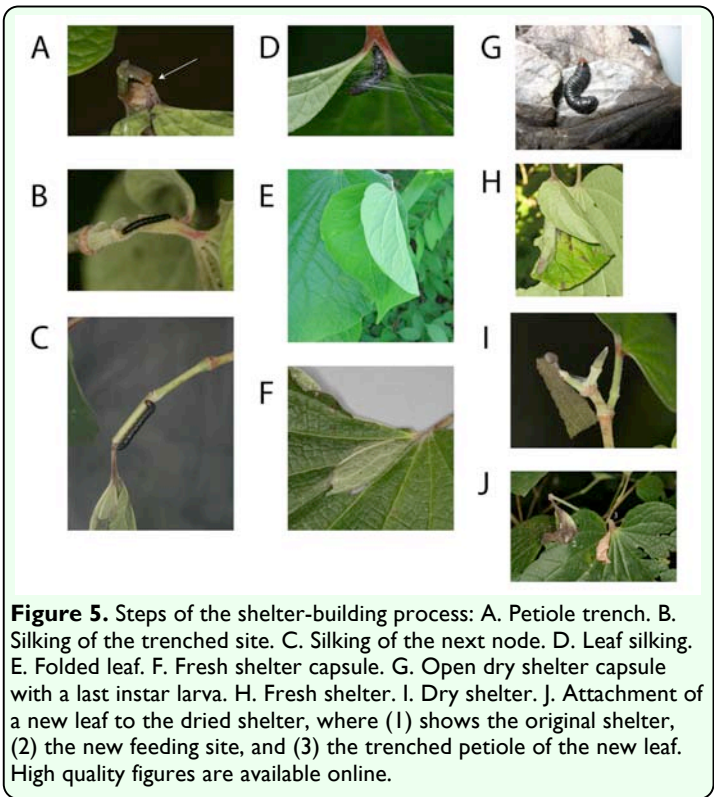 A
D
G
B
E
H
C
F
I
J
Figure 5. Steps of the shelter-building process: A. Petiole trench. B.
Silking of the trenched site. C. Silking of the next node. D. Leaf silking.
E. Folded leaf. F. Fresh shelter capsule. G. Open dry shelter capsule
with a last instar larva. H. Fresh shelter. I. Dry shelter. J. Attachment of
a new leaf to the dried shelter, where (1) shows the original shelter,
(2) the new feeding site, and (3) the trenched petiole of the new leaf.
High quality figures are available online.